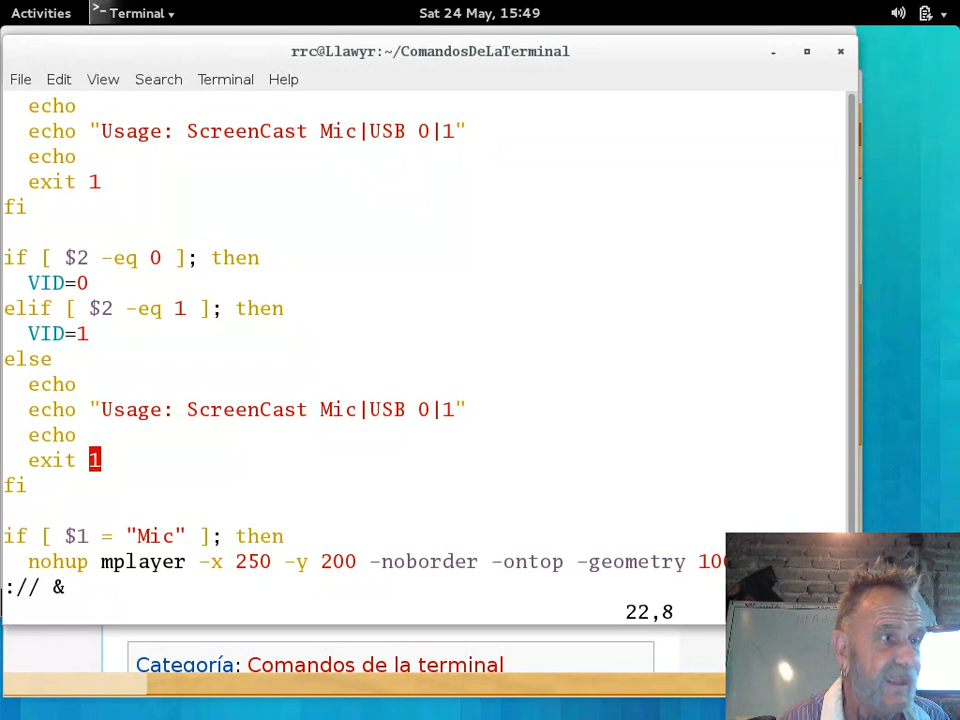 Activities >_ Terminal Sat 24 May, 15:49
rrc@Llawyr:~/ComandosDeLaTerminal
File Edit View Search Terminal Help
echo
echo "Usage: ScreenCast Mic|USB 0|1"
echo
exit 1
fi
if [ $2 -eq 0 ]; then
VID=0
elif [ $2 -eq 1 ]; then
VID=1
else
echo
echo "Usage: ScreenCast Mic|USB 0|1"
echo
exit 1
fi
if [ $1 = "Mic" ]; then
nohup mplayer -x 250 -y 200 -noborder -ontop -geometry 100
:// &
22,8
Categoría: Comandos de la terminal